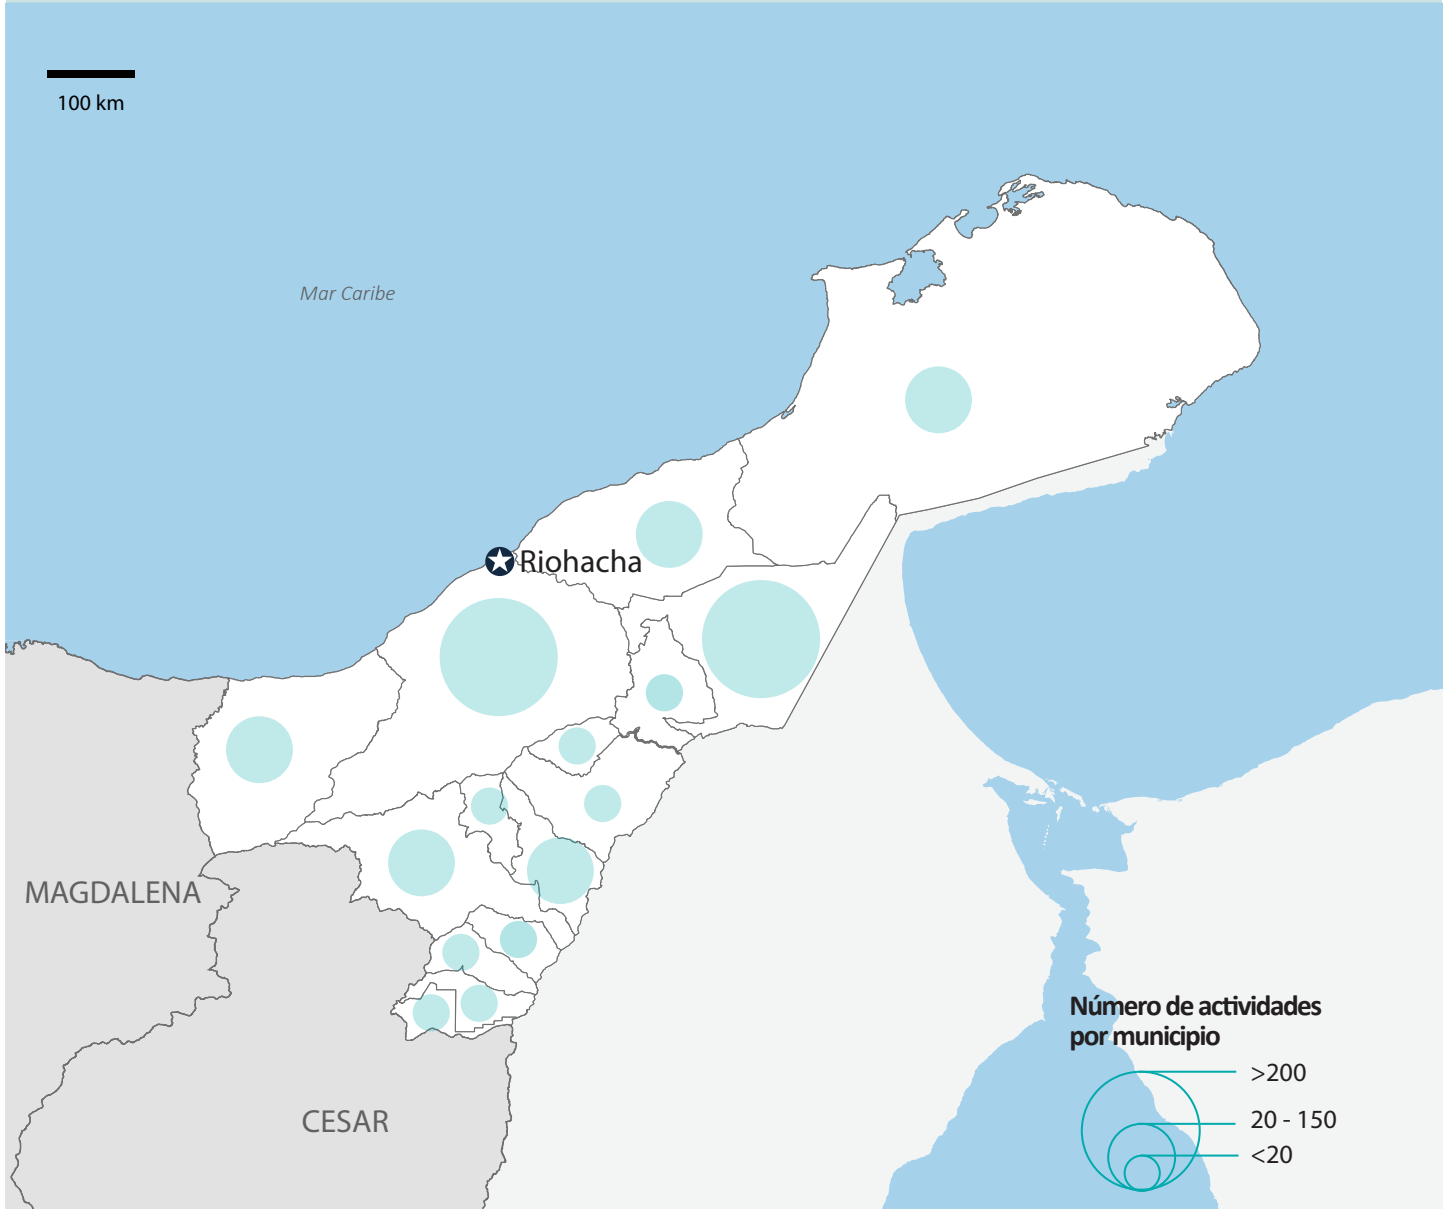 100 km
Mar Caribe
Riohacha
MAGDALENA
CESAR
Número de actividades
por municipio
>200
20 - 150
<20